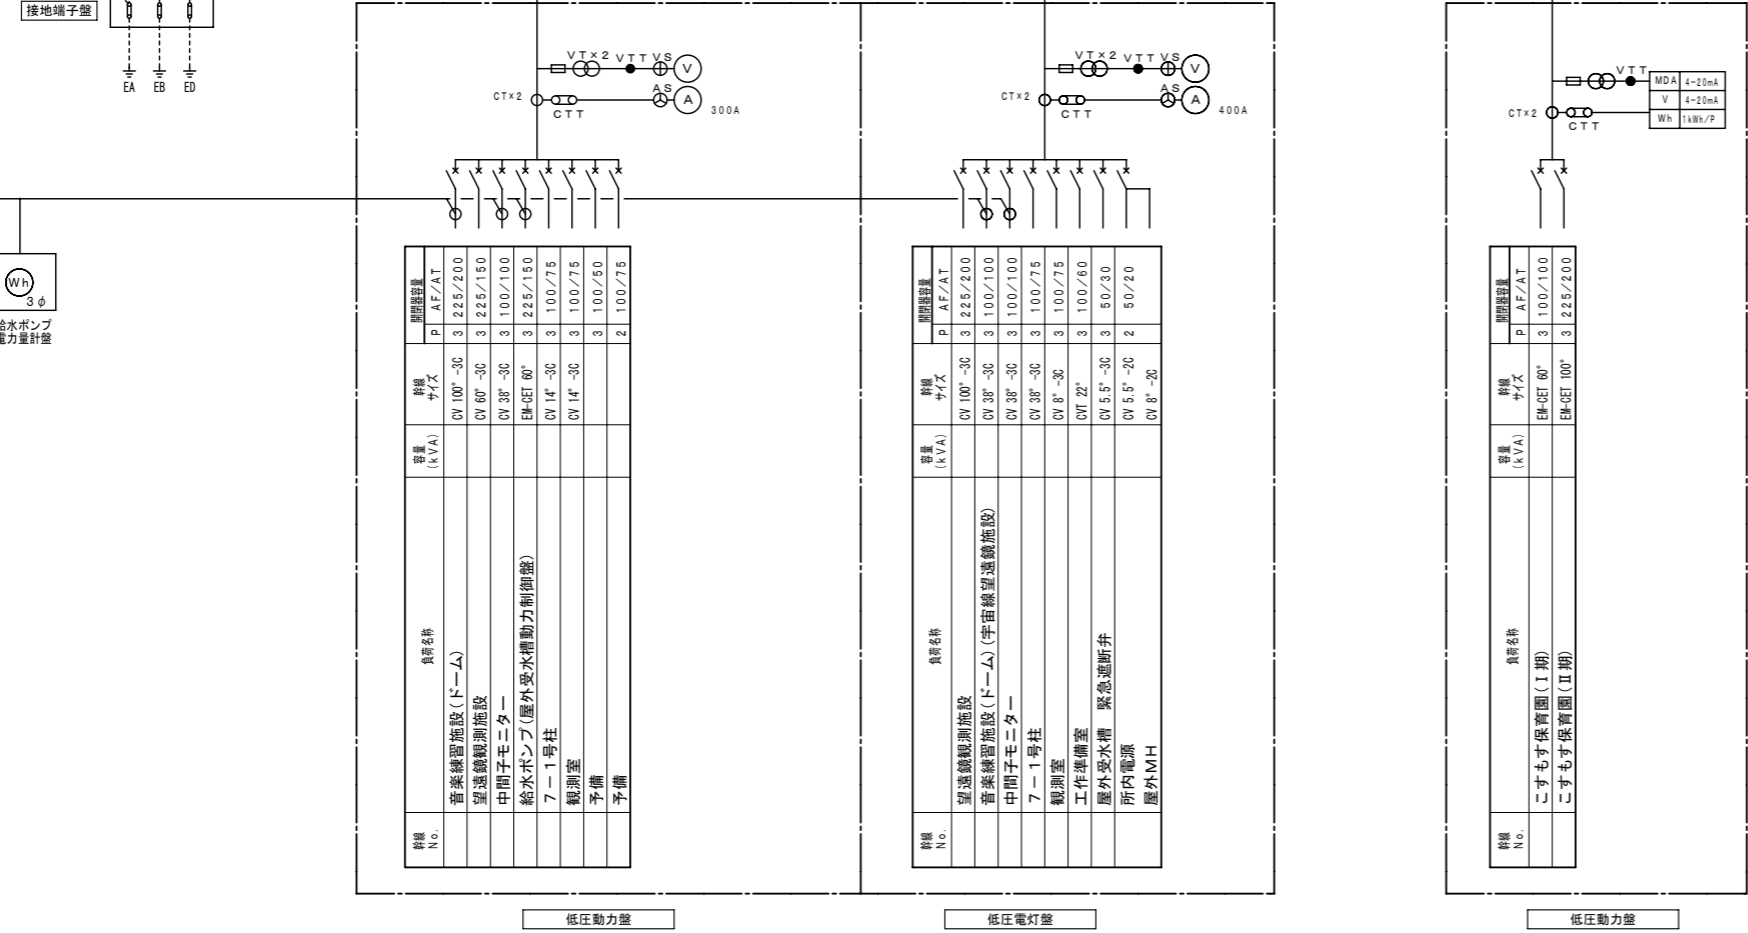 接地端子盤
EA
EB
ED
Wh
3φ
給水ポンプ
電力量計盤
VT×2
VTT
VS
V
CT×2
CTT
AS
A
300A
幹線No.
負荷名称
容量(kVA)
幹線サイズ
開閉器容量
P AF/AT
音楽練習施設(ドーム) CV 100° -3C 3 225/200
望遠鏡観測施設 CV 60° -3C 3 225/150
中間子モニター CV 38° -3C 3 100/100
給水ポンプ(屋外受水槽動力制御盤) EM-CET 60° 3 225/150
7-1号柱 CV 14° -3C 3 100/75
観測室 CV 14° -3C 3 100/75
予備 3 100/50
予備 2 100/75
低圧動力盤
VT×2
VTT
VS
V
CT×2
CTT
AS
A
400A
幹線No.
負荷名称
容量(kVA)
幹線サイズ
開閉器容量
P AF/AT
望遠鏡観測施設 CV 100° -3C 3 225/200
音楽練習施設(ドーム)(宇宙線望遠鏡施設) CV 38° -3C 3 100/100
中間子モニター CV 38° -3C 3 100/100
7-1号柱 CV 38° -3C 3 100/75
観測室 CV 8° -3C 3 100/75
工作準備室 CVT 22° 3 100/60
屋外受水槽 緊急遮断弁 CV 5.5° -3C 3 50/30
所内電源 CV 5.5° -2C 2 50/20
屋外MH CV 8° -2C
低圧電灯盤
VTT
MDA 4-20mA
V 4-20mA
Wh 1kWh/P
CT×2
CTT
幹線No.
負荷名称
容量(kVA)
幹線サイズ
開閉器容量
P AF/AT
こすもす保育園(Ⅰ期) EM-CET 60° 3 100/100
こすもす保育園(Ⅱ期) EM-CET 100° 3 225/200
低圧動力盤